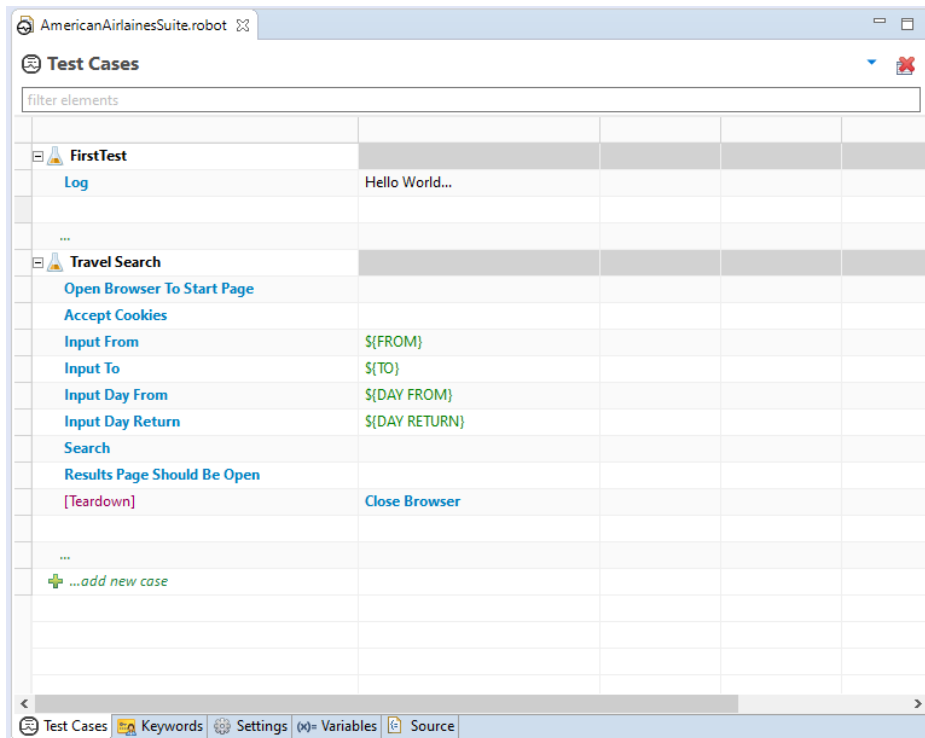 AmericanAirlainesSuite.robot
Test Cases
filter elements
FirstTest
Log Hello World...
...
Travel Search
Open Browser To Start Page
Accept Cookies
Input From ${FROM}
Input To ${TO}
Input Day From ${DAY FROM}
Input Day Return ${DAY RETURN}
Search
Results Page Should Be Open
[Teardown] Close Browser
...
...add new case
Test Cases Keywords Settings (x)= Variables Source